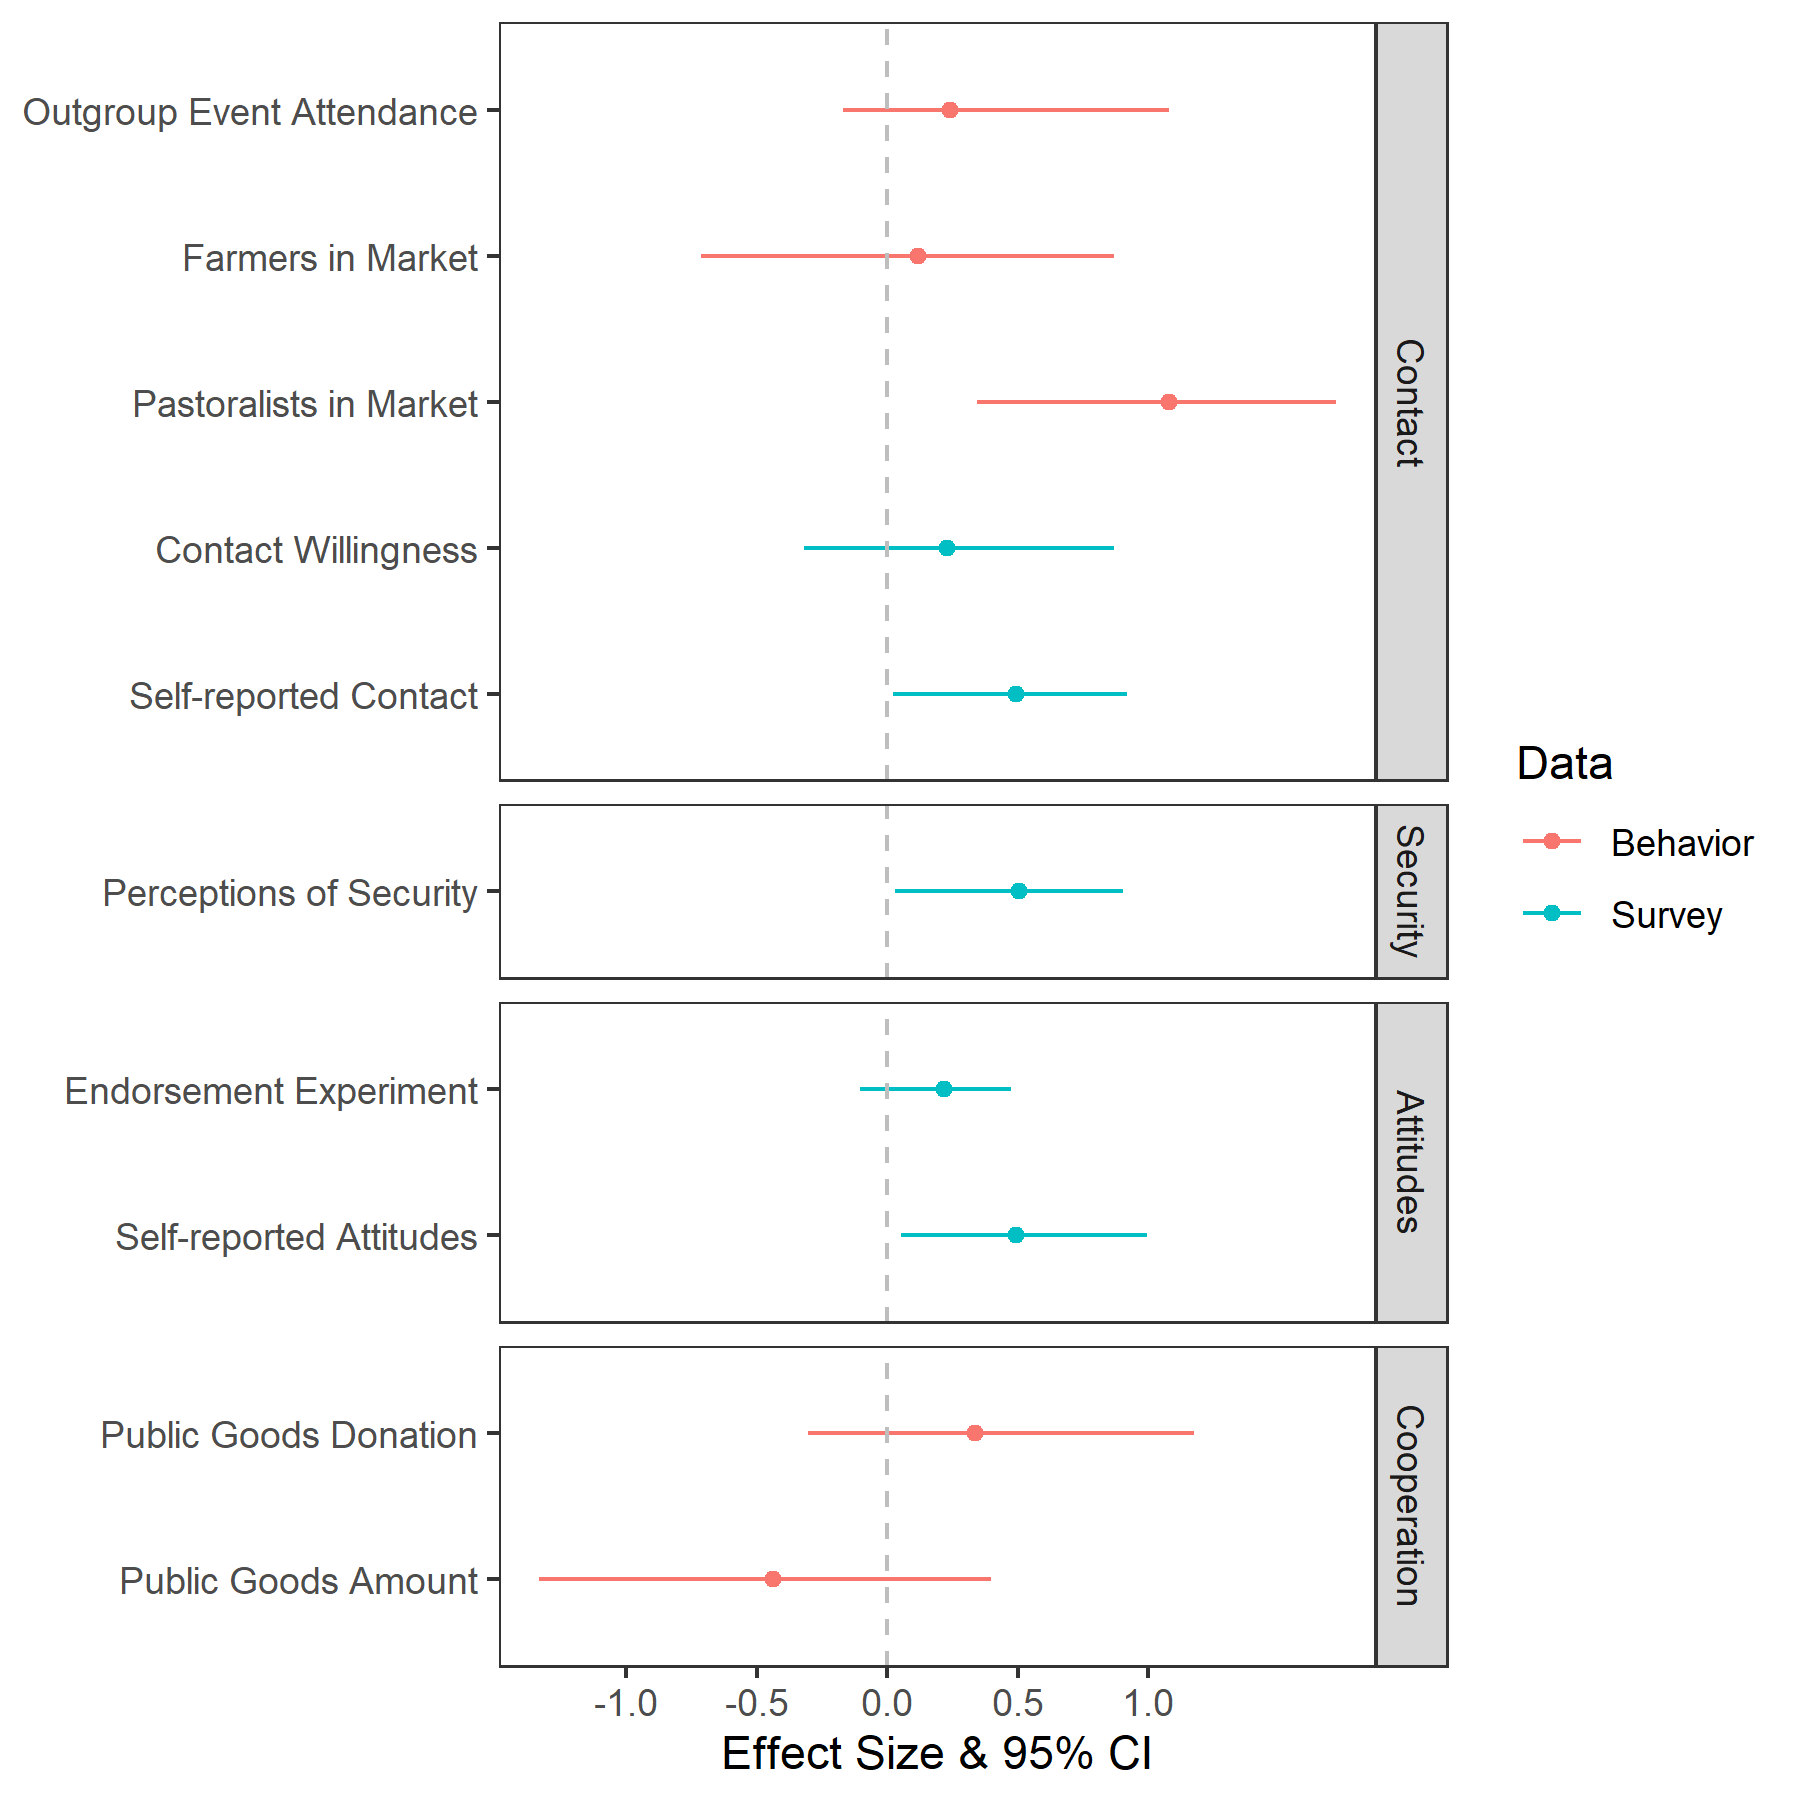 Outgroup Event Attendance
Farmers in Market
Pastoralists in Market
Contact Willingness
Self-reported Contact
Contact
Perceptions of Security
Security
Endorsement Experiment
Self-reported Attitudes
Attitudes
Public Goods Donation
Public Goods Amount
Cooperation
-1.0 -0.5 0.0 0.5 1.0
Effect Size & 95% CI
Data
Behavior
Survey